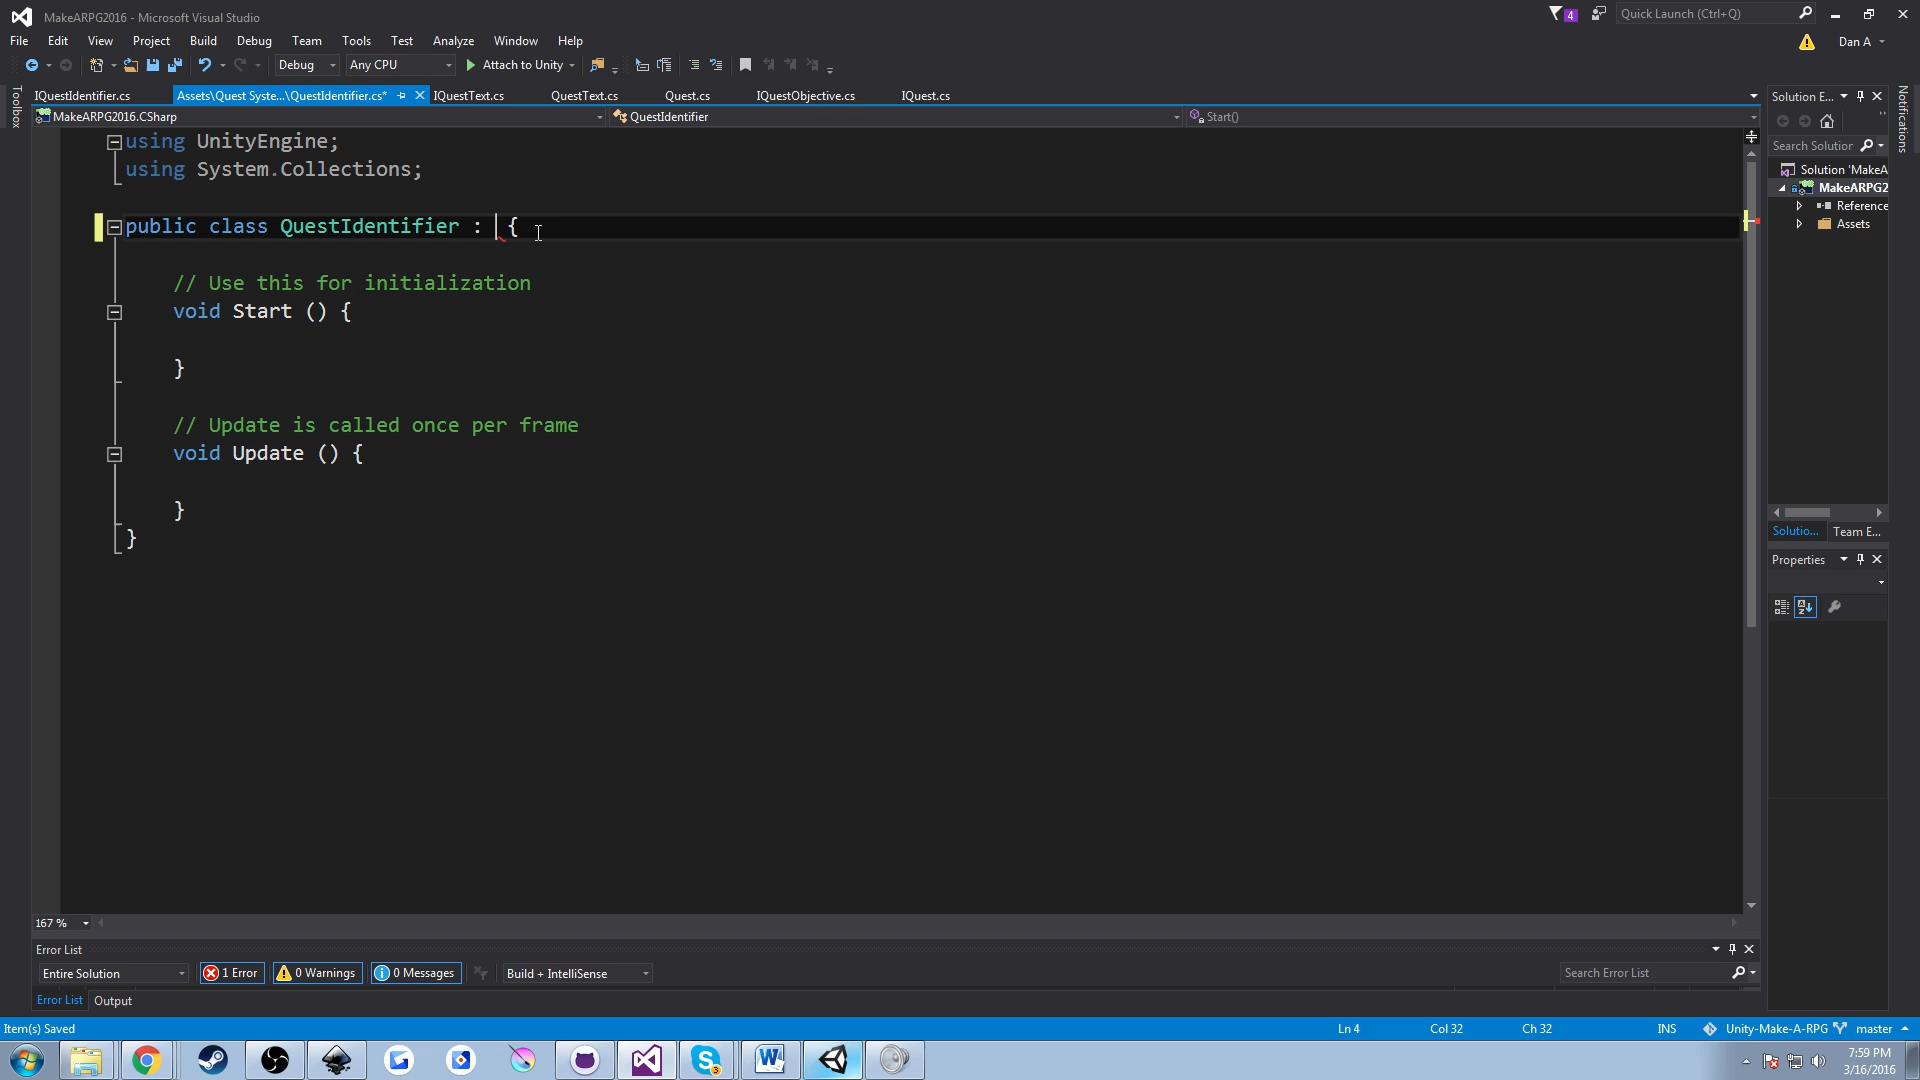 MakeARPG2016 - Microsoft Visual Studio
4
Quick Launch (Ctrl+Q)
File Edit View Project Build Debug Team Tools Test Analyze Window Help
Dan A
Debug
Any CPU
Attach to Unity
Toolbox
IQuestIdentifier.cs
Assets\Quest Syste...\QuestIdentifier.cs*
IQuestText.cs
QuestText.cs
Quest.cs
IQuestObjective.cs
IQuest.cs
Solution E...
Notifications
MakeARPG2016.CSharp
QuestIdentifier
Start()
Search Solution
Solution 'MakeA
MakeARPG2
Reference
Assets
using UnityEngine;
using System.Collections;
public class QuestIdentifier : {
// Use this for initialization
void Start () {
}
// Update is called once per frame
void Update () {
}
}
Solutio...
Team E...
Properties
167 %
Error List
Entire Solution
1 Error
0 Warnings
0 Messages
Build + IntelliSense
Search Error List
Error List
Output
Item(s) Saved
Ln 4
Col 32
Ch 32
INS
Unity-Make-A-RPG
master
3
7:59 PM
3/16/2016